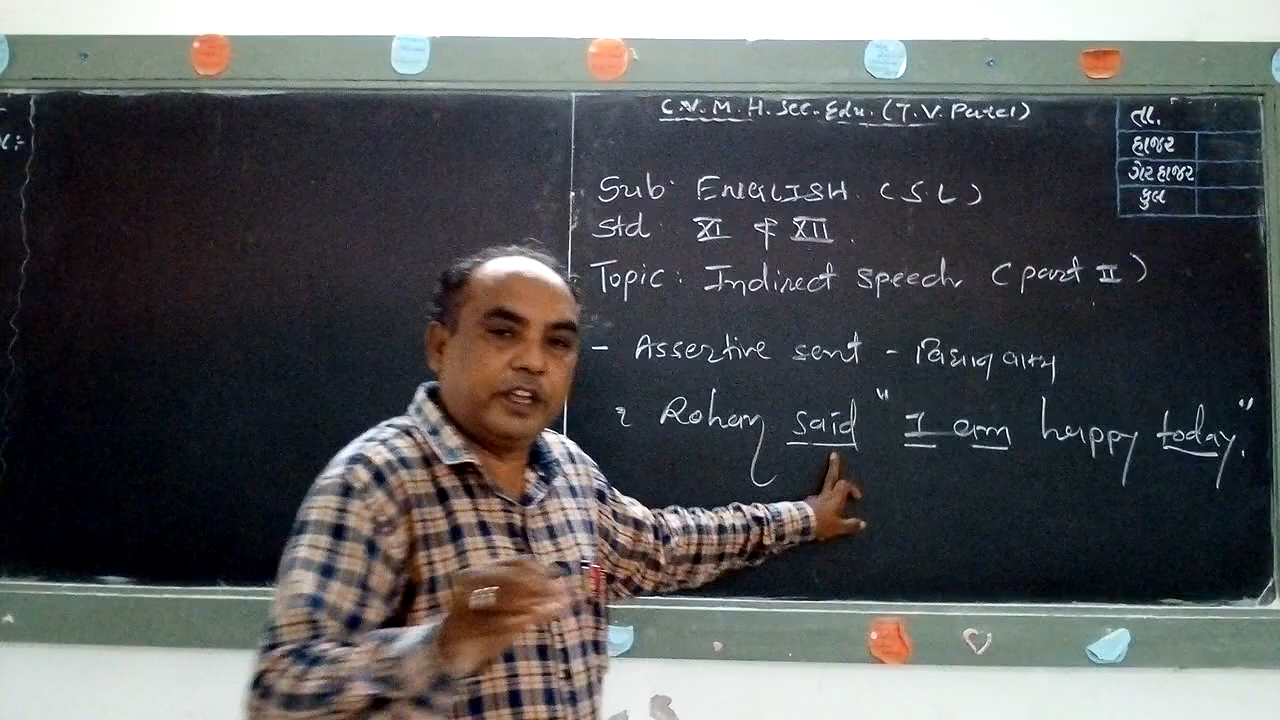 C.V.M.H.Sec.Edu.(T.V.Patel)
તા.
હાજર
ગેરહાજર
કુલ
Sub: ENGLISH. (S.L)
Std: XI & XII.
Topic: Indirect speech (part II)
- Assertive sent - વિધાન વાક્ય
Rohan said "I am happy today."